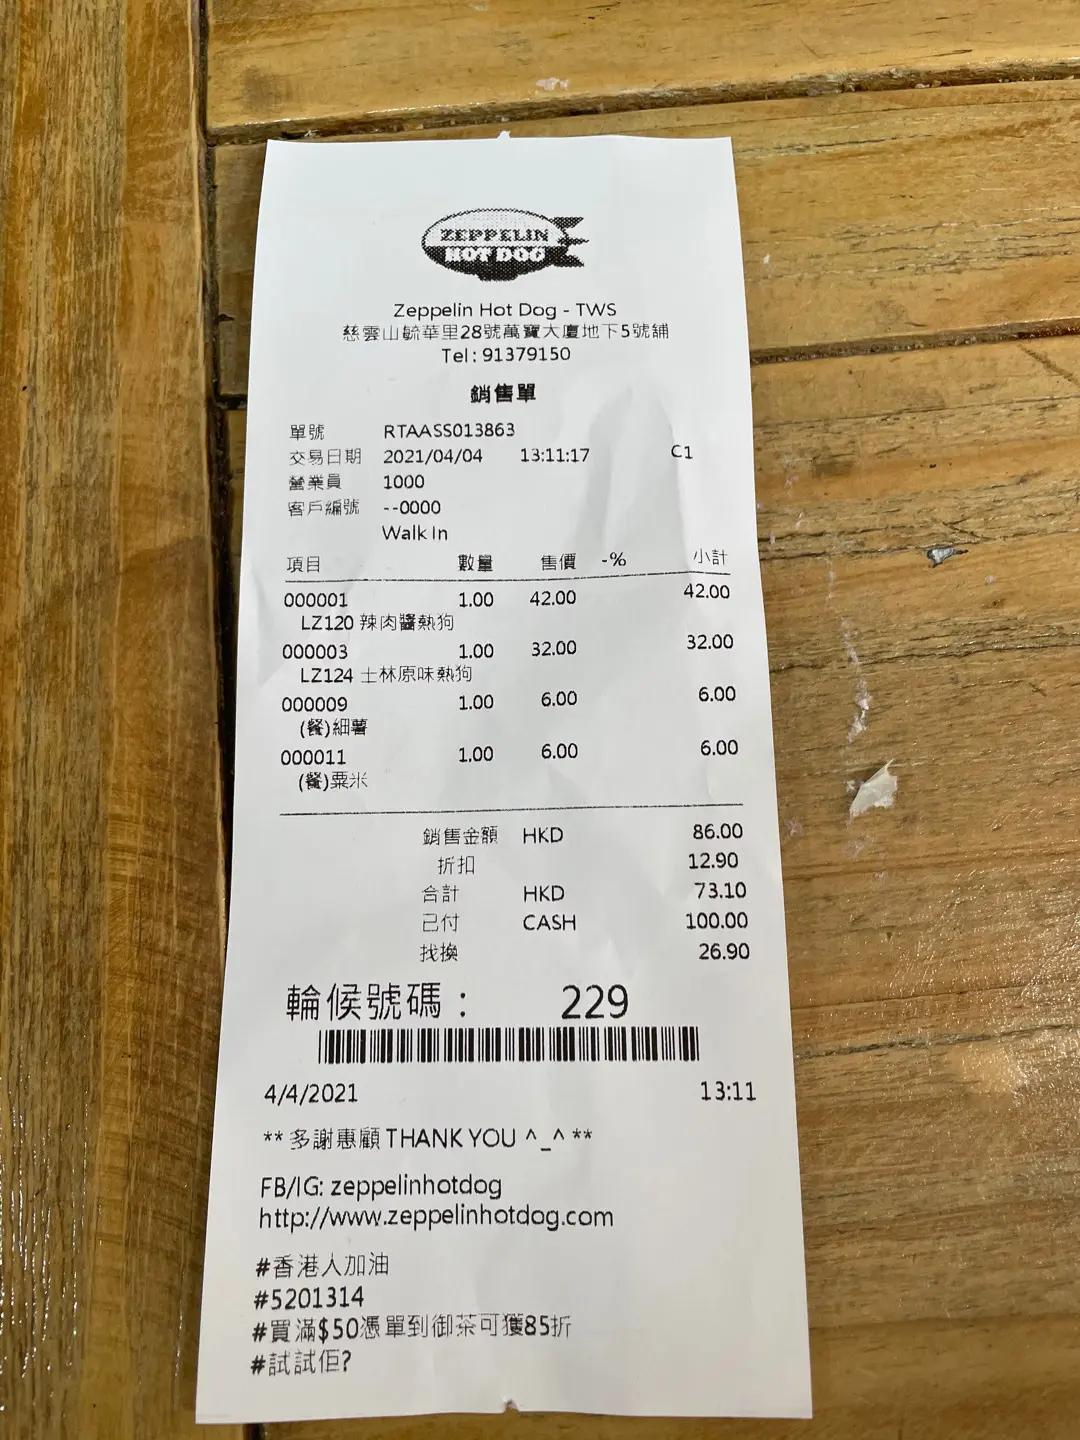 ZEPPELIN
HOT DOG
Zeppelin Hot Dog - TWS
慈雲山毓華里28號萬寶大廈地下5號舖
Tel : 91379150
銷售單
單號 RTAASS013863
交易日期 2021/04/04 13:11:17 C1
營業員 1000
客戶編號 --0000
Walk In
項目 數量 售價 -% 小計
000001 1.00 42.00 42.00
LZ120 辣肉醬熱狗
000003 1.00 32.00 32.00
LZ124 士林原味熱狗
000009 1.00 6.00 6.00
(餐)細薯
000011 1.00 6.00 6.00
(餐)粟米
銷售金額 HKD 86.00
折扣 12.90
合計 HKD 73.10
已付 CASH 100.00
找換 26.90
輪候號碼 : 229
4/4/2021 13:11
** 多謝惠顧 THANK YOU ^_^ **
FB/IG: zeppelinhotdog
http://www.zeppelinhotdog.com
#香港人加油
#5201314
#買滿$50憑單到御茶可獲85折
#試試佢?